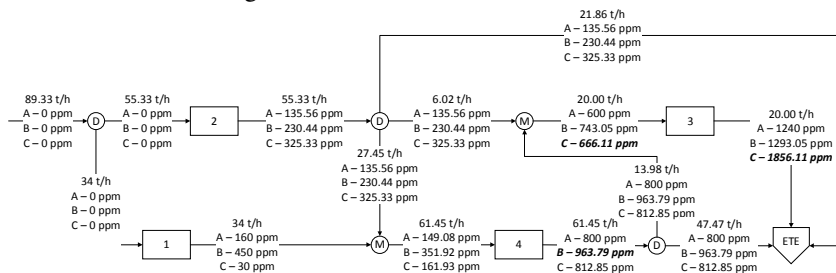 21.86 t/h
A – 135.56 ppm
B – 230.44 ppm
C – 325.33 ppm
89.33 t/h
A – 0 ppm
B – 0 ppm
C – 0 ppm
D
55.33 t/h
A – 0 ppm
B – 0 ppm
C – 0 ppm
2
55.33 t/h
A – 135.56 ppm
B – 230.44 ppm
C – 325.33 ppm
D
6.02 t/h
A – 135.56 ppm
B – 230.44 ppm
C – 325.33 ppm
M
20.00 t/h
A – 600 ppm
B – 743.05 ppm
C – 666.11 ppm
3
20.00 t/h
A – 1240 ppm
B – 1293.05 ppm
C – 1856.11 ppm
34 t/h
A – 0 ppm
B – 0 ppm
C – 0 ppm
27.45 t/h
A – 135.56 ppm
B – 230.44 ppm
C – 325.33 ppm
13.98 t/h
A – 800 ppm
B – 963.79 ppm
C – 812.85 ppm
1
34 t/h
A – 160 ppm
B – 450 ppm
C – 30 ppm
M
61.45 t/h
A – 149.08 ppm
B – 351.92 ppm
C – 161.93 ppm
4
61.45 t/h
A – 800 ppm
B – 963.79 ppm
C – 812.85 ppm
D
47.47 t/h
A – 800 ppm
B – 963.79 ppm
C – 812.85 ppm
ETE